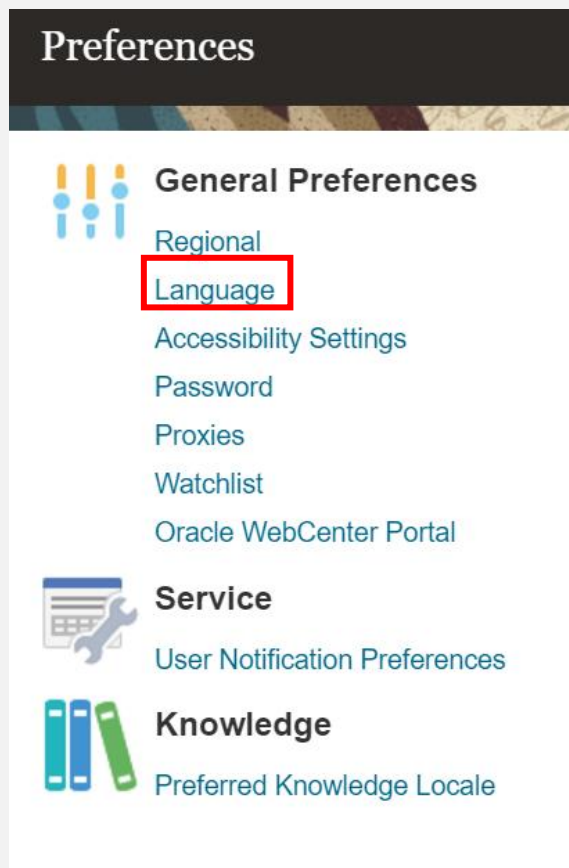 Preferences
General Preferences
Regional
Language
Accessibility Settings
Password
Proxies
Watchlist
Oracle WebCenter Portal
Service
User Notification Preferences
Knowledge
Preferred Knowledge Locale